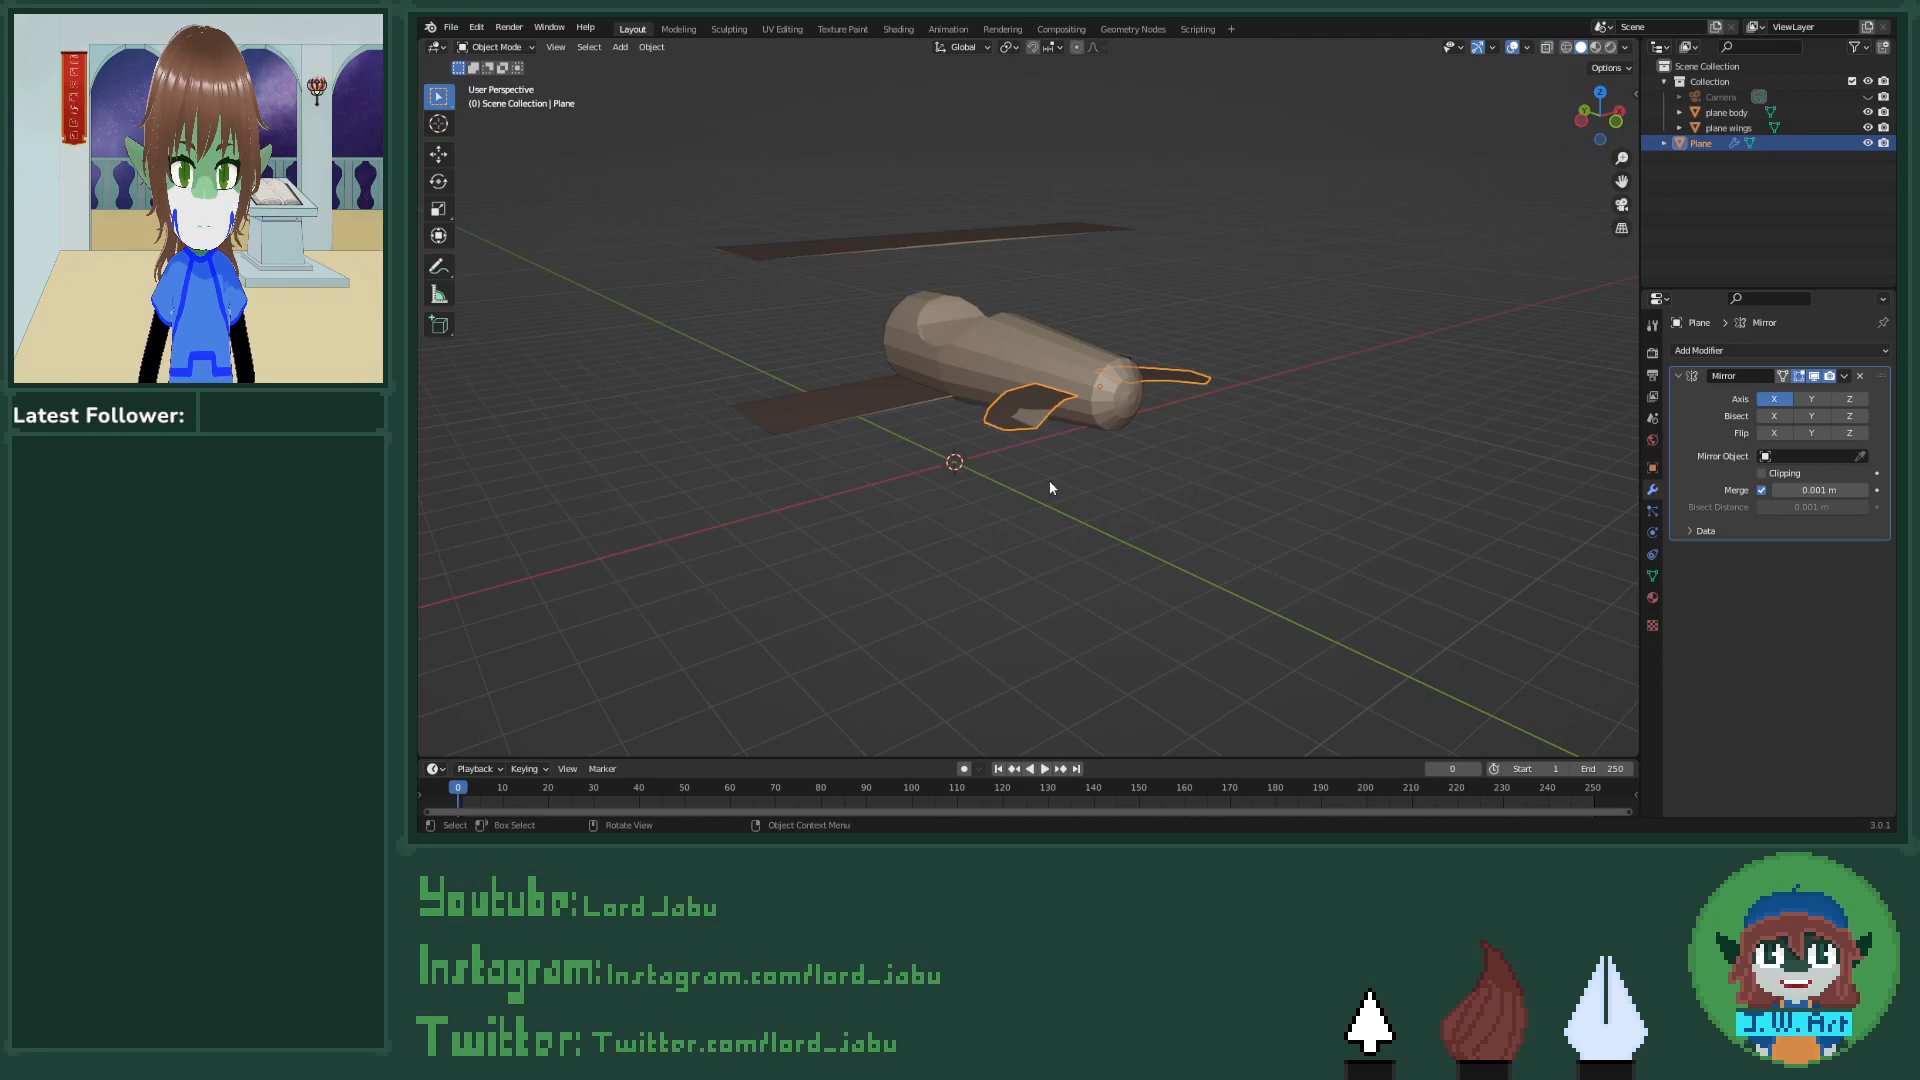 File Edit Render Window Help Layout Modeling Sculpting UV Editing Texture Paint Shading Animation Rendering Compositing Geometry Nodes Scripting + Scene ViewLayer
Object Mode View Select Add Object Global
Options
User Perspective
(0) Scene Collection | Plane
Z
Y
X
Scene Collection
Collection
Camera
plane body
plane wings
Plane
Plane > Mirror
Add Modifier
Mirror
Axis X Y Z
Bisect X Y Z
Flip X Y Z
Mirror Object
Clipping
Merge 0.001 m
Bisect Distance 0.001 m
Data
Latest Follower:
Playback Keying View Marker 0 Start 1 End 250
0 10 20 30 40 50 60 70 80 90 100 110 120 130 140 150 160 170 180 190 200 210 220 230 240 250
Select Box Select Rotate View Object Context Menu 3.0.1
Youtube: Lord Jabu
Instagram: Instagram.com/lord_jabu
Twitter: Twitter.com/lord_jabu
J.W. Art